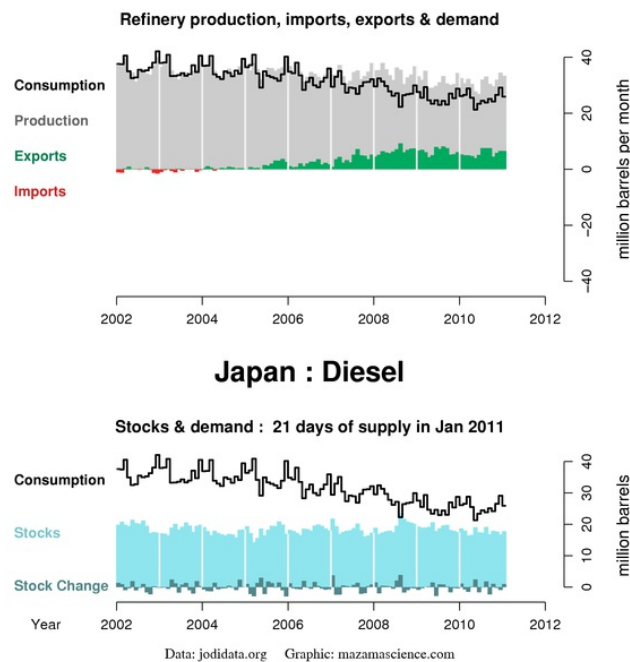 Refinery production, imports, exports & demand
Consumption
Production
Exports
Imports
40
20
0
−20
−40
million barrels per month
2002 2004 2006 2008 2010 2012
Japan : Diesel
Stocks & demand : 21 days of supply in Jan 2011
Consumption
Stocks
Stock Change
40
30
20
10
0
million barrels
Year
2002 2004 2006 2008 2010 2012
Data: jodidata.org Graphic: mazamascience.com